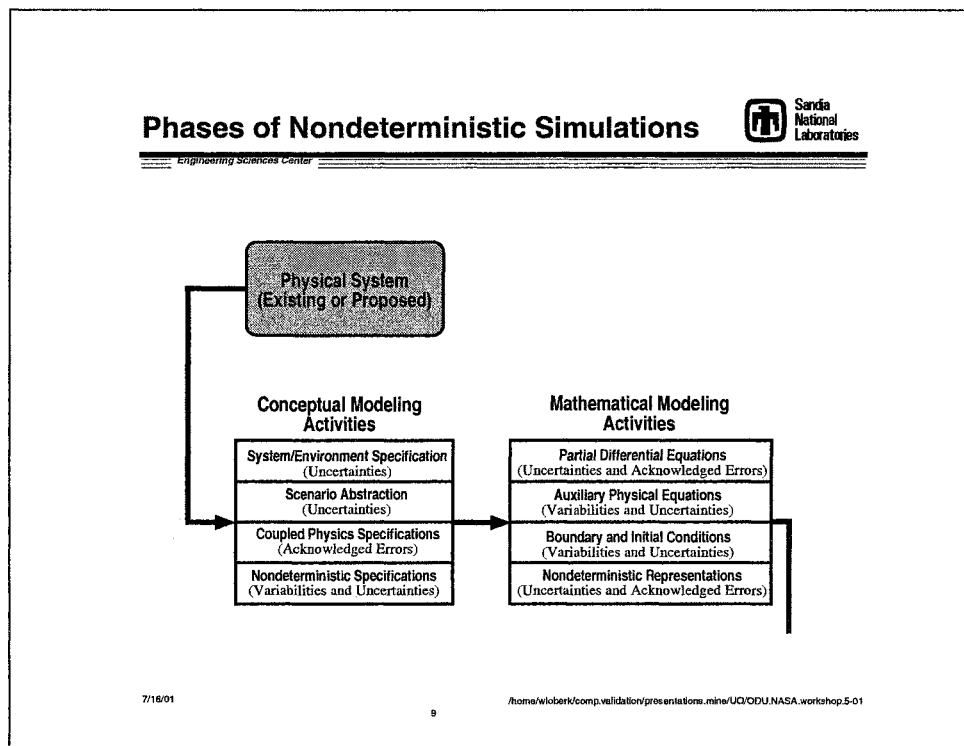 Phases of Nondeterministic Simulations
Sandia
National
Laboratories
Engineering Sciences Center
Physical System
(Existing or Proposed)
Conceptual Modeling
Activities
System/Environment Specification
(Uncertainties)
Scenario Abstraction
(Uncertainties)
Coupled Physics Specifications
(Acknowledged Errors)
Nondeterministic Specifications
(Variabilities and Uncertainties)
Mathematical Modeling
Activities
Partial Differential Equations
(Uncertainties and Acknowledged Errors)
Auxiliary Physical Equations
(Variabilities and Uncertainties)
Boundary and Initial Conditions
(Variabilities and Uncertainties)
Nondeterministic Representations
(Uncertainties and Acknowledged Errors)
7/16/01
9
/home/wloberk/comp.validation/presentations.mine/UQ/ODU.NASA.workshop.5-01